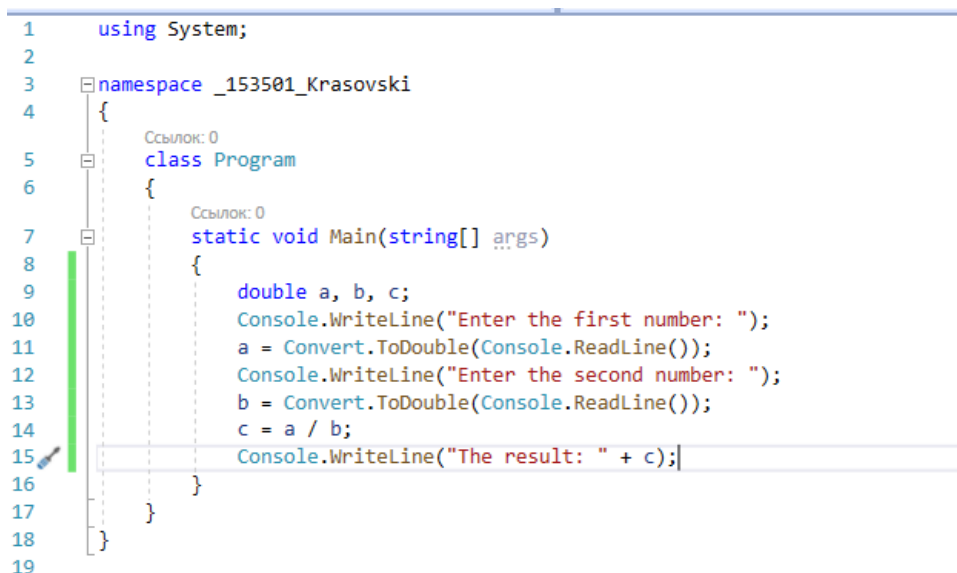 1 using System;
2
3 namespace _153501_Krasovski
4 {
Ссылок: 0
5 class Program
6 {
Ссылок: 0
7 static void Main(string[] args)
8 {
9 double a, b, c;
10 Console.WriteLine("Enter the first number: ");
11 a = Convert.ToDouble(Console.ReadLine());
12 Console.WriteLine("Enter the second number: ");
13 b = Convert.ToDouble(Console.ReadLine());
14 c = a / b;
15 Console.WriteLine("The result: " + c);
16 }
17 }
18 }
19